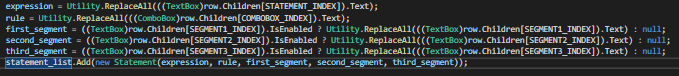 expression = Utility.ReplaceAll(((TextBox)row.Children[STATEMENT_INDEX]).Text);
rule = Utility.ReplaceAll(((ComboBox)row.Children[COMBOBOX_INDEX]).Text);
first_segment = ((TextBox)row.Children[SEGMENT1_INDEX]).IsEnabled ? Utility.ReplaceAll(((TextBox)row.Children[SEGMENT1_INDEX]).Text) : null;
second_segment = ((TextBox)row.Children[SEGMENT2_INDEX]).IsEnabled ? Utility.ReplaceAll(((TextBox)row.Children[SEGMENT2_INDEX]).Text) : null;
third_segment = ((TextBox)row.Children[SEGMENT3_INDEX]).IsEnabled ? Utility.ReplaceAll(((TextBox)row.Children[SEGMENT3_INDEX]).Text) : null;
statement_list.Add(new Statement(expression, rule, first_segment, second_segment, third_segment));